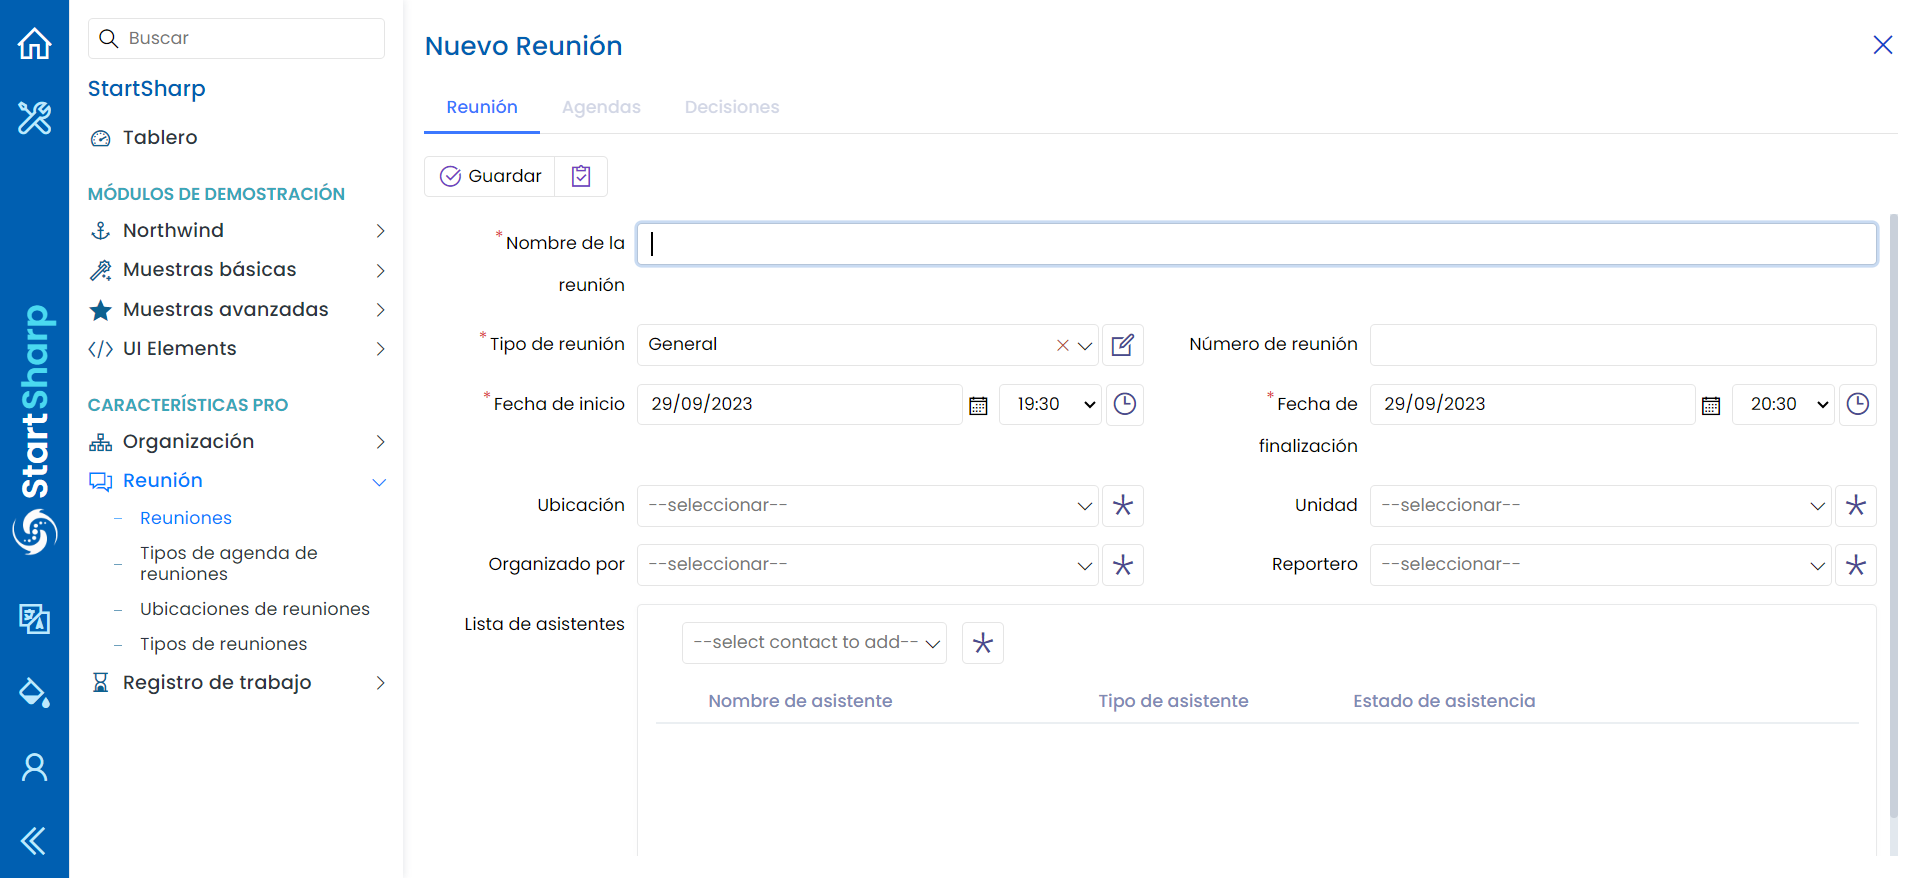 Buscar
StartSharp
Tablero
MÓDULOS DE DEMOSTRACIÓN
Northwind
Muestras básicas
Muestras avanzadas
UI Elements
CARACTERÍSTICAS PRO
Organización
Reunión
Reuniones
Tipos de agenda de
reuniones
Ubicaciones de reuniones
Tipos de reuniones
Registro de trabajo
StartSharp
Nuevo Reunión
Reunión Agendas Decisiones
Guardar
*Nombre de la
reunión
*Tipo de reunión General Número de reunión
*Fecha de inicio 29/09/2023 19:30 *Fecha de
finalización 29/09/2023 20:30
Ubicación --seleccionar-- Unidad --seleccionar--
Organizado por --seleccionar-- Reportero --seleccionar--
Lista de asistentes
--select contact to add--
Nombre de asistente Tipo de asistente Estado de asistencia